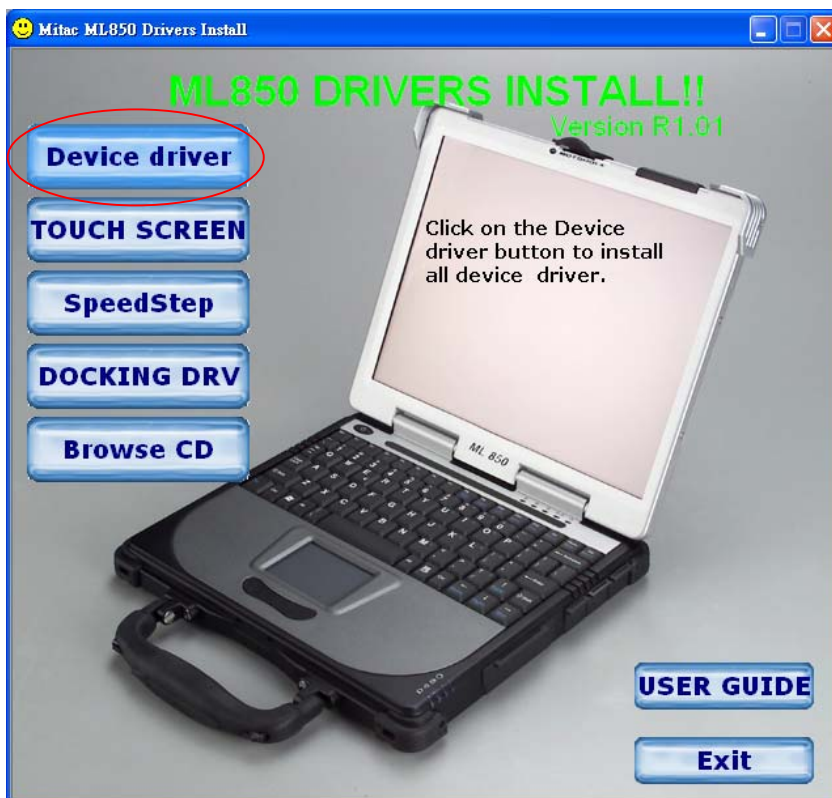 Mitac ML850 Drivers Install
ML850 DRIVERS INSTALL!!
Version R1.01
Device driver
TOUCH SCREEN
SpeedStep
DOCKING DRV
Browse CD
MOTOROLA
Click on the Device
driver button to install
all device driver.
ML 850
USER GUIDE
Exit